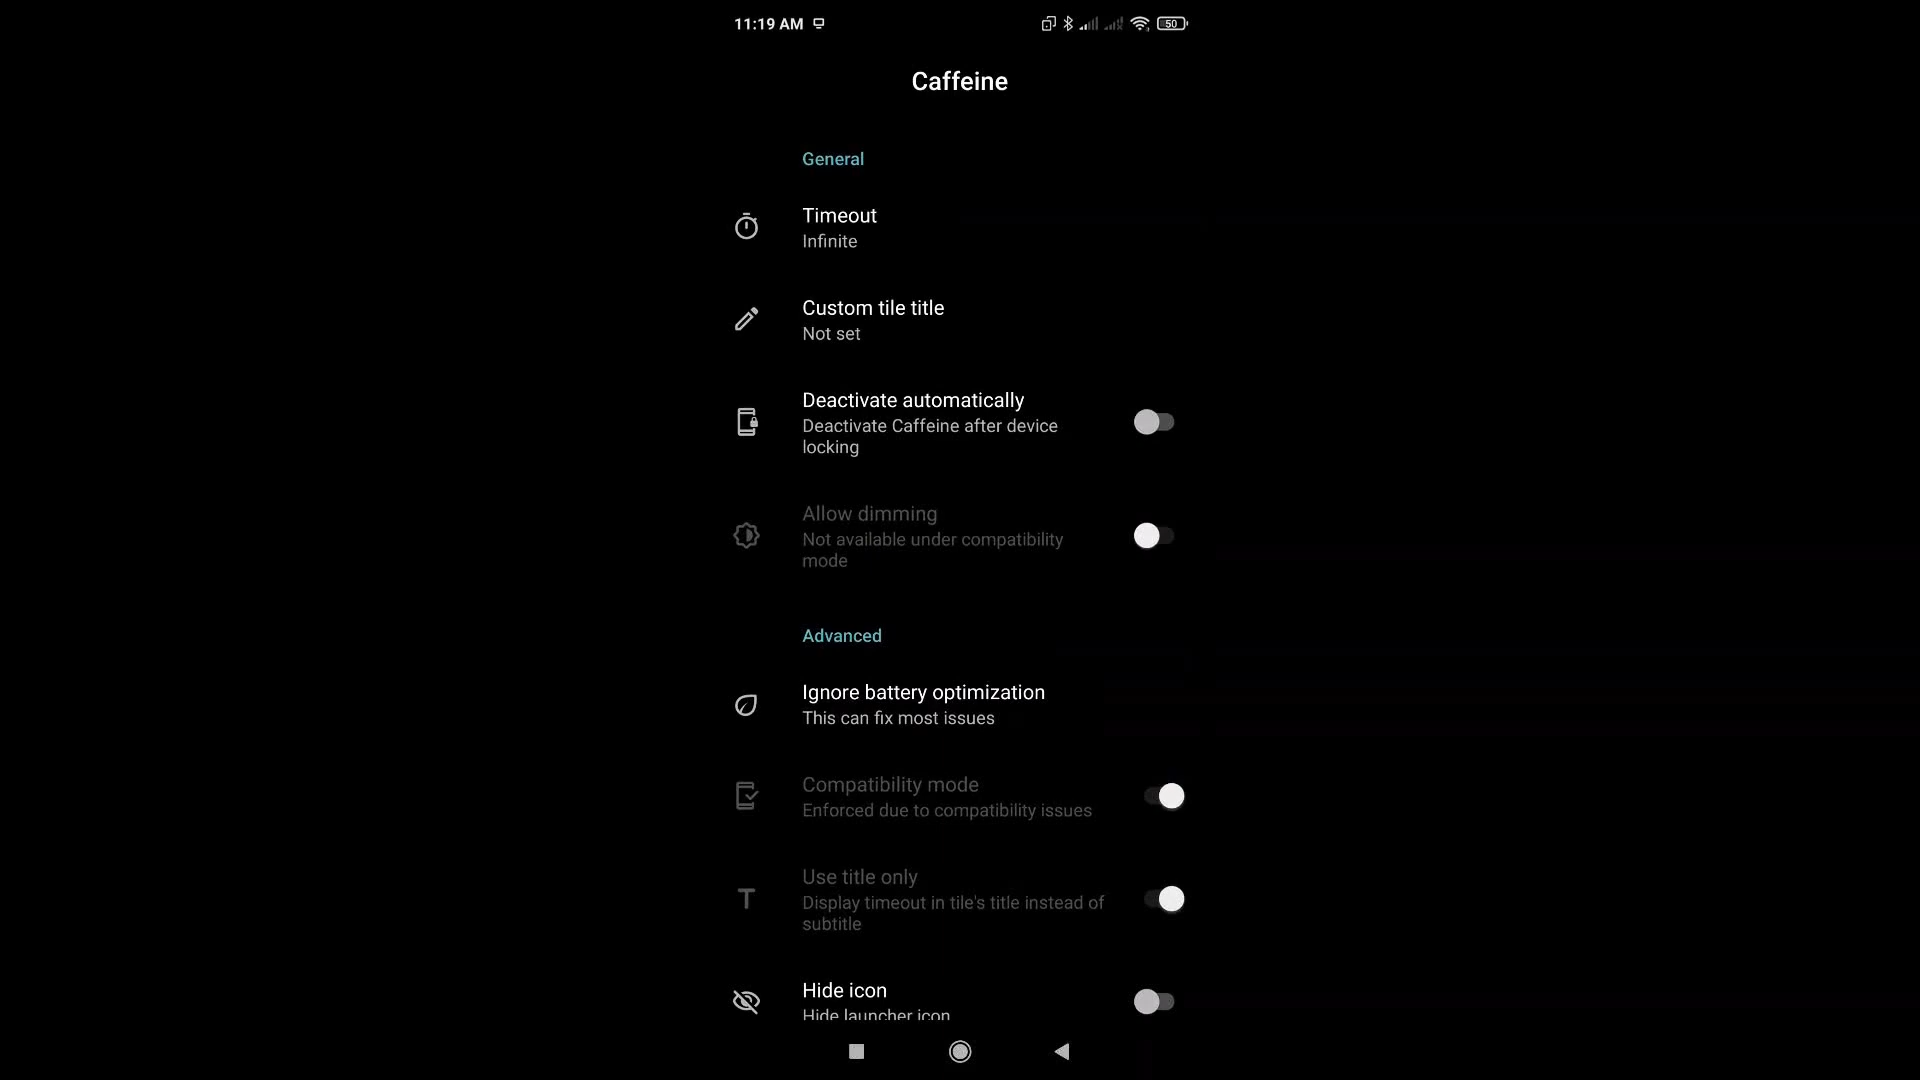 11:19 AM
50
Caffeine
General
Timeout
Infinite
Custom tile title
Not set
Deactivate automatically
Deactivate Caffeine after device
locking
Allow dimming
Not available under compatibility
mode
Advanced
Ignore battery optimization
This can fix most issues
Compatibility mode
Enforced due to compatibility issues
Use title only
Display timeout in tile's title instead of
subtitle
Hide icon
Hide launcher icon